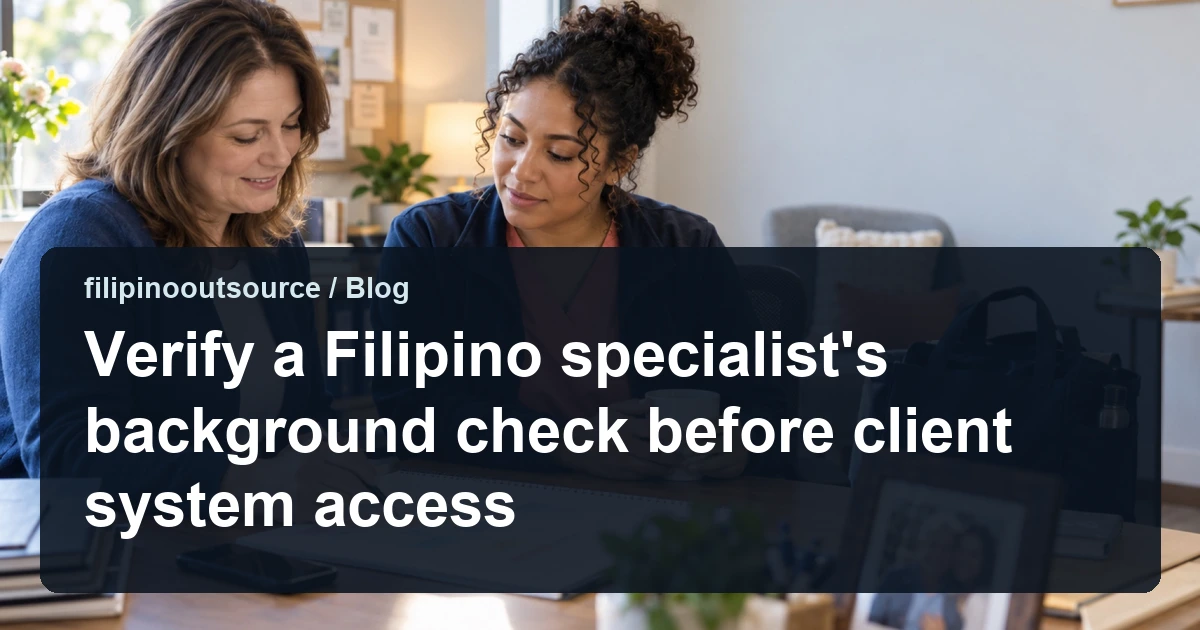 filipinooutsource / Blog
Verify a Filipino specialist's
background check before client
system access